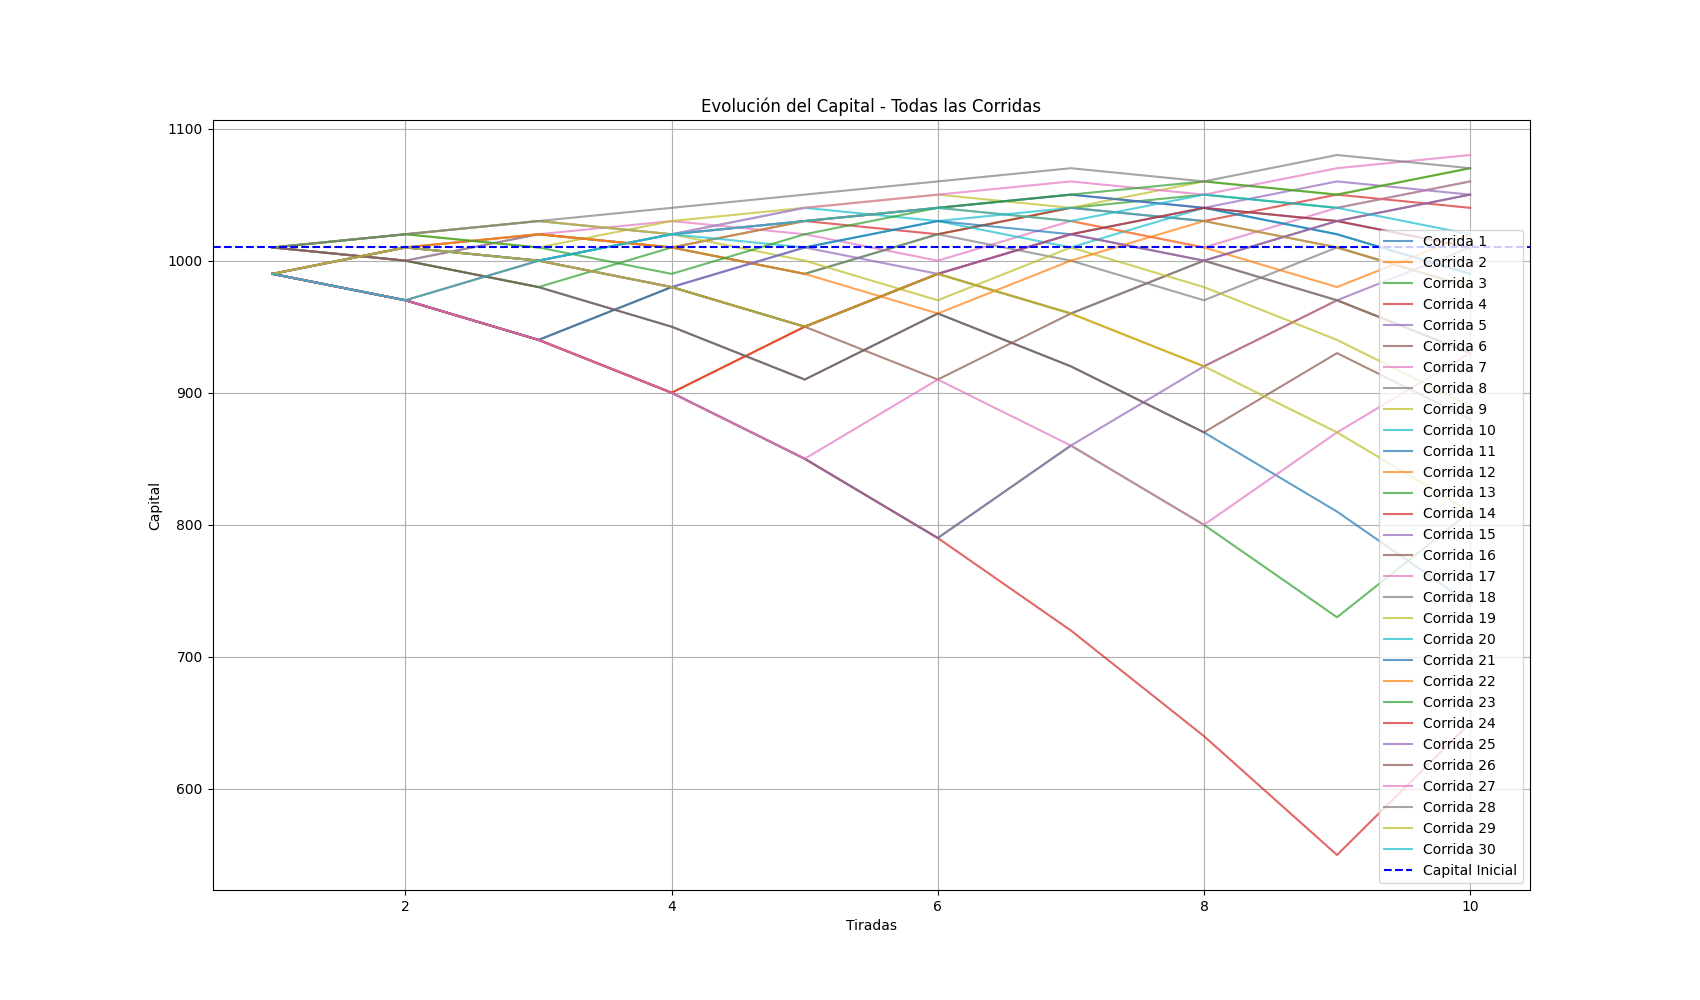 Evolución del Capital - Todas las Corridas
Capital
1100
1000
900
800
700
600
2
4
6
8
10
Tiradas
Corrida 1
Corrida 2
Corrida 3
Corrida 4
Corrida 5
Corrida 6
Corrida 7
Corrida 8
Corrida 9
Corrida 10
Corrida 11
Corrida 12
Corrida 13
Corrida 14
Corrida 15
Corrida 16
Corrida 17
Corrida 18
Corrida 19
Corrida 20
Corrida 21
Corrida 22
Corrida 23
Corrida 24
Corrida 25
Corrida 26
Corrida 27
Corrida 28
Corrida 29
Corrida 30
Capital Inicial